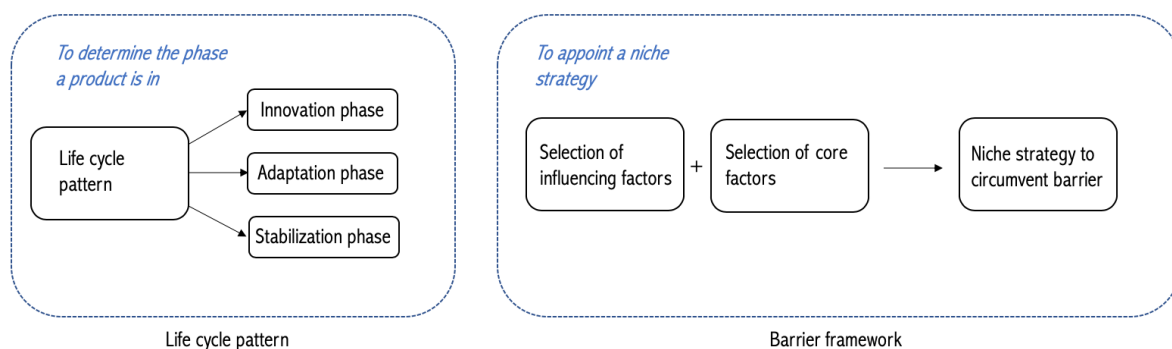 To determine the phase
a product is in
Life cycle
pattern
Innovation phase
Adaptation phase
Stabilization phase
Life cycle pattern
To appoint a niche
strategy
Selection of
influencing factors
+
Selection of core
factors
Niche strategy to
circumvent barrier
Barrier framework